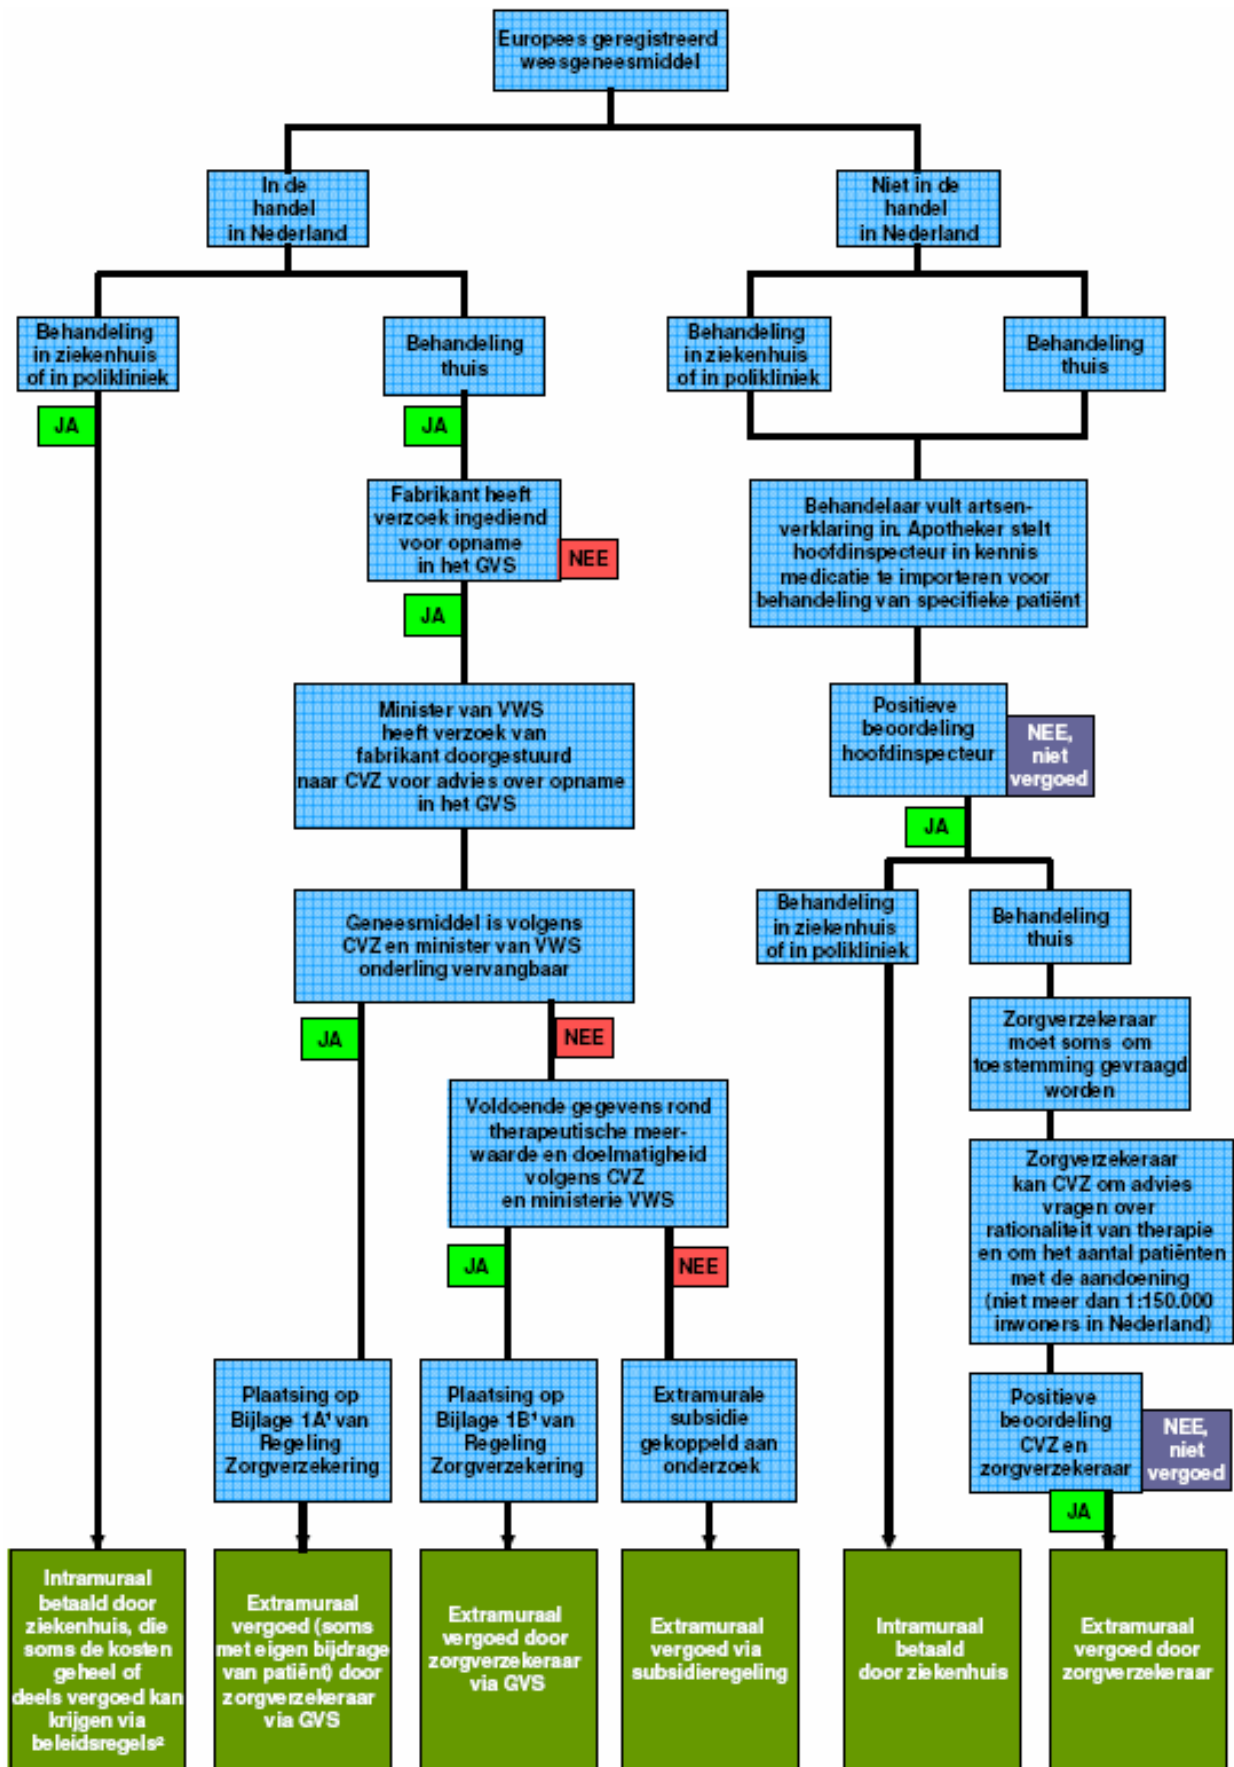 Europees geregistreerd
weesgeneesmiddel
In de
handel
in Nederland
Niet in de
handel
in Nederland
Behandeling
in ziekenhuis
of in polikliniek
Behandeling
thuis
Behandeling
in ziekenhuis
of in polikliniek
Behandeling
thuis
JA
JA
Fabrikant heeft
verzoek ingediend
voor opname
in het GVS
NEE
JA
Behandelaar vult artsen-
verklaring in. Apotheker stelt
hoofdinspecteur in kennis
medicatie te importeren voor
behandeling van specifieke patiënt
Minister van VWS
heeft verzoek van
fabrikant doorgestuurd
naar CVZ voor advies over opname
in het GVS
Positieve
beoordeling
hoofdinspecteur
NEE,
niet
vergoed
JA
Geneesmiddel is volgens
CVZ en minister van VWS
onderling vervangbaar
Behandeling
in ziekenhuis
of in polikliniek
Behandeling
thuis
JA
NEE
Zorgverzekeraar
moet soms om
toestemming gevraagd
worden
Voldoende gegevens rond
therapeutische meer-
waarde en doelmatigheid
volgens CVZ
en ministerie VWS
Zorgverzekeraar
kan CVZ om advies
vragen over
rationaliteit van therapie
en om het aantal patiënten
met de aandoening
(niet meer dan 1:150.000
inwoners in Nederland)
JA
NEE
Plaatsing op
Bijlage 1A¹ van
Regeling
Zorgverzekering
Plaatsing op
Bijlage 1B¹ van
Regeling
Zorgverzekering
Extramurale
subsidie
gekoppeld aan
onderzoek
Positieve
beoordeling
CVZ en
zorgverzekeraar
NEE,
niet
vergoed
JA
Intramuraal
betaald door
ziekenhuis, die
soms de kosten
geheel of
deels vergoed kan
krijgen via
beleidsregels²
Extramuraal
vergoed (soms
met eigen bijdrage
van patiënt) door
zorgverzekeraar
via GVS
Extramuraal
vergoed door
zorgverzekeraar
via GVS
Extramuraal
vergoed via
subsidieregeling
Intramuraal
betaald
door ziekenhuis
Extramuraal
vergoed door
zorgverzekeraar